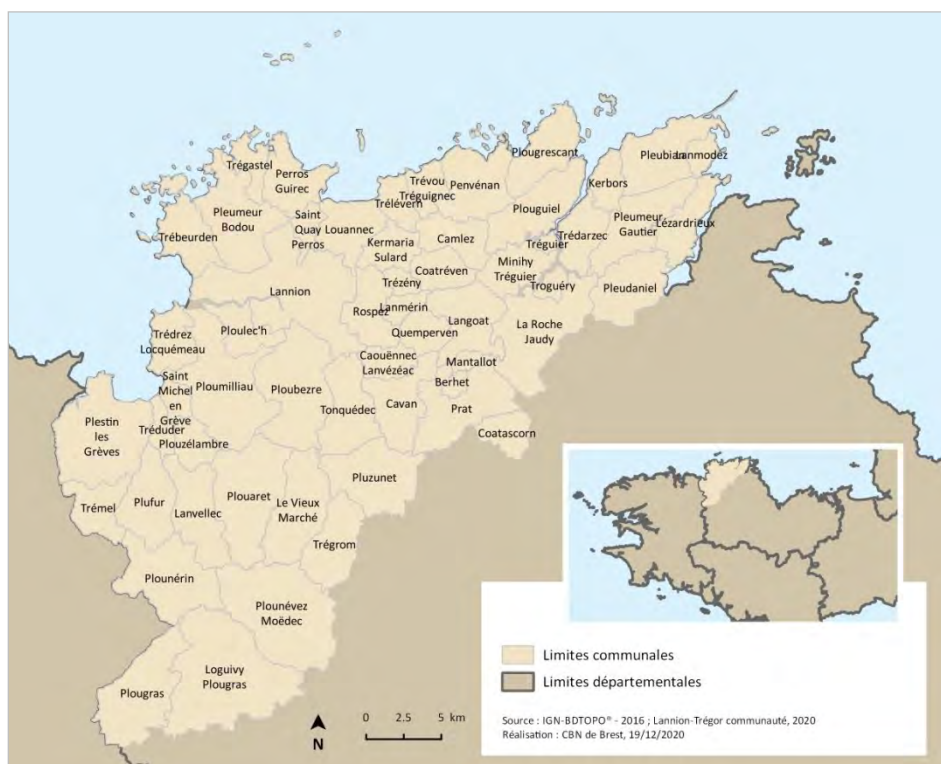 Plougrescant
Pleubian
Lanmodez
Trégastel
Perros
Guirec
Trévou
Tréguignec
Penvénan
Kerbors
Trélévern
Pleumeur
Bodou
Saint
Quay
Perros
Louannec
Plouguiel
Pleumeur
Gautier
Lézardrieux
Trébeurden
Kermaria
Sulard
Camlez
Tréguier
Trédarzec
Minihy
Tréguier
Coatréven
Trézény
Troguéry
Pleudaniel
Lannion
Rospez
Lanmérin
Langoat
Quemperven
La Roche
Jaudy
Trédrez
Locquémeau
Ploulec'h
Caouënnec
Lanvézéac
Mantallot
Saint
Michel
en
Grève
Ploumilliau
Ploubezre
Berhet
Tonquédec
Cavan
Prat
Plestin
les
Grèves
Tréduder
Plouzélambre
Coatascorn
Pluzunet
Trémel
Plufur
Lanvellec
Plouaret
Le Vieux
Marché
Trégrom
Plounérin
Plounévez
Moëdec
Loguivy
Plougras
Plougras
N
0 2.5 5 km
Limites communales
Limites départementales
Source : IGN-BDTOPO® - 2016 ; Lannion-Trégor communauté, 2020
Réalisation : CBN de Brest, 19/12/2020